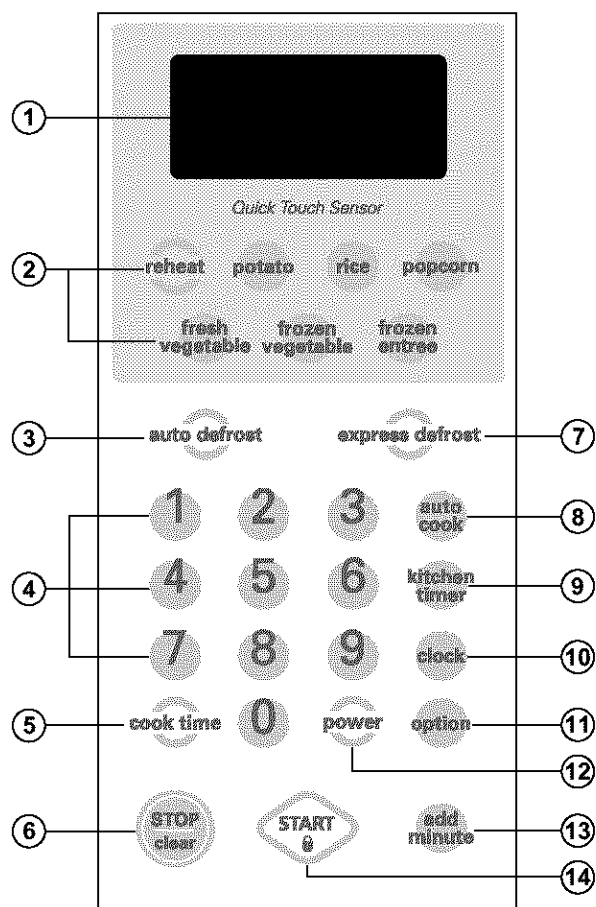 1
Quick Touch Sensor
2
reheat potato rice popcorn
fresh vegetable frozen vegetable frozen entree
3
auto defrost express defrost
7
1 2 3 auto cook
8
4
4 5 6 kitchen timer
9
7 8 9 clock
10
5
cook time 0 power option
11
12
6
STOP clear START add minute
13
14